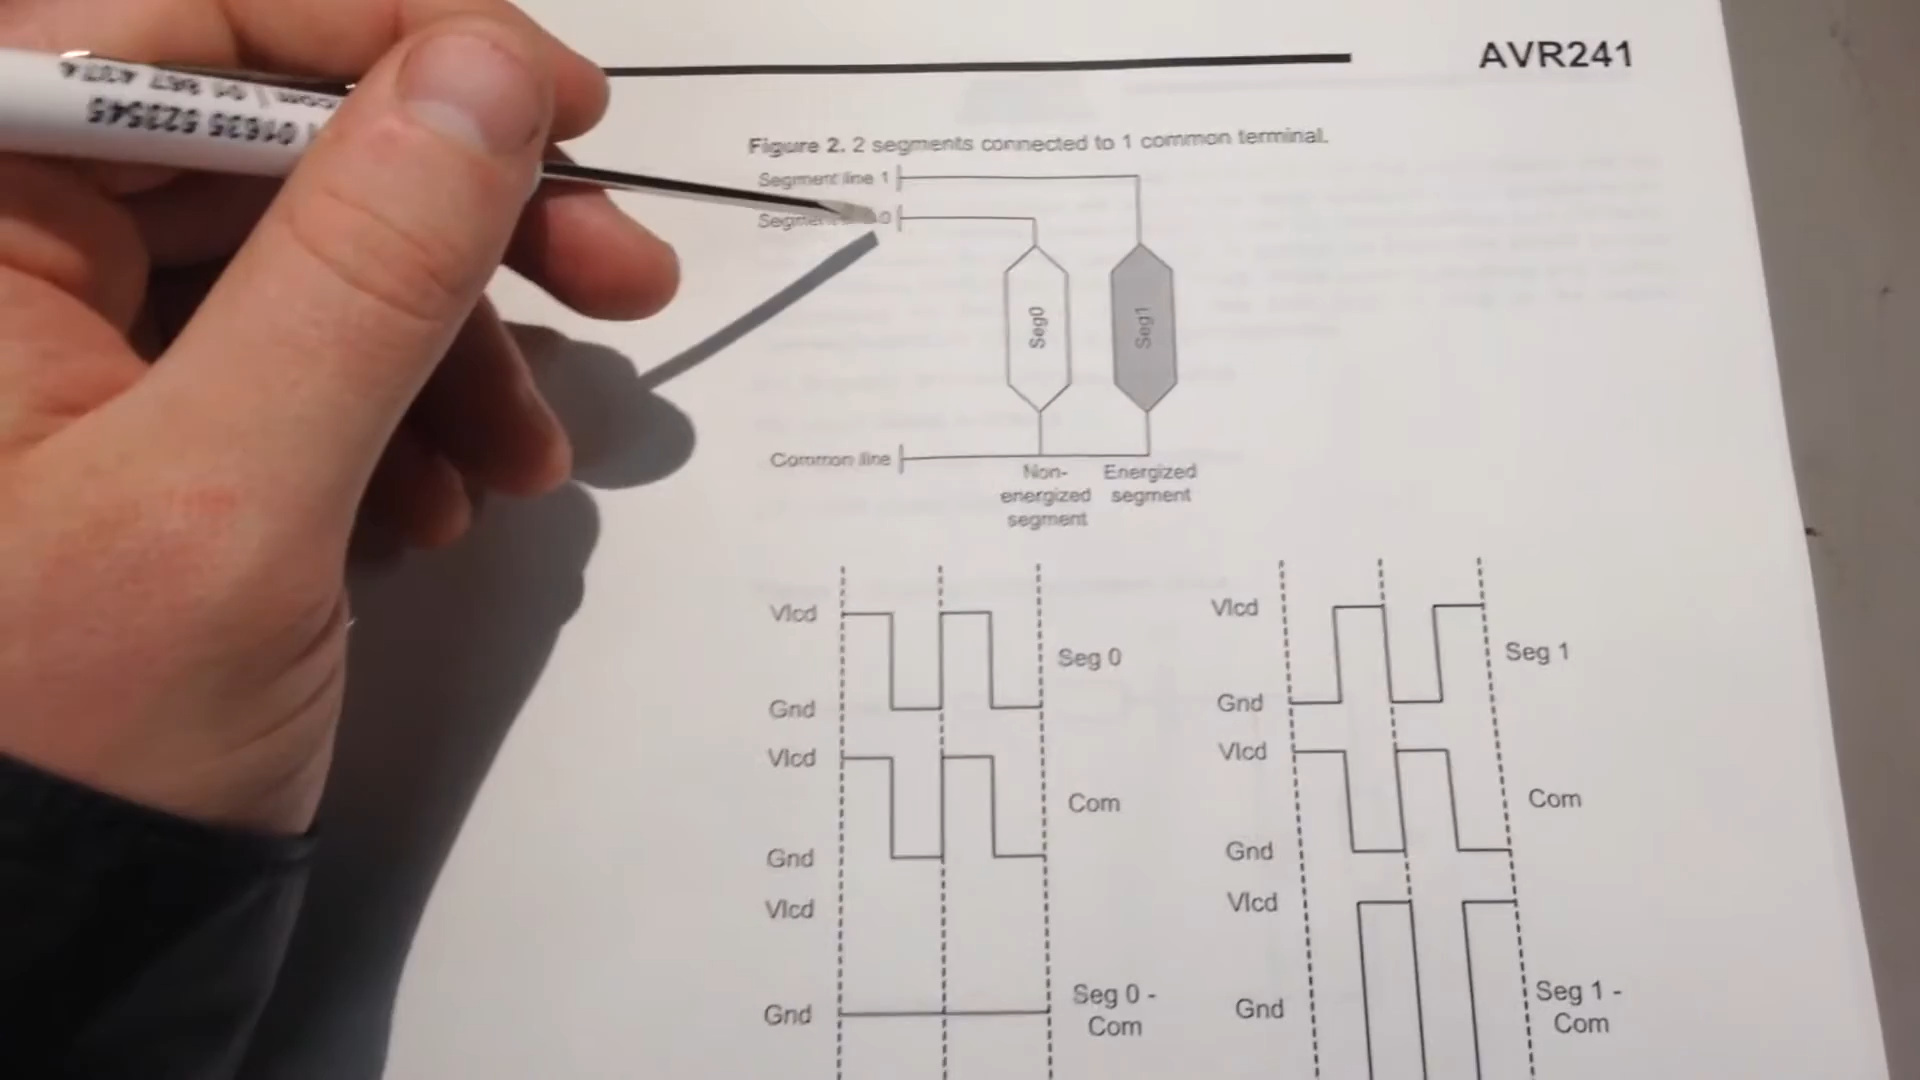 AVR241
01635 523545
Figure 2. 2 segments connected to 1 common terminal.
Segment line 1
0
Seg0
Seg1
Common line
Non-
energized
segment
Energized
segment
Vlcd
Gnd
Seg 0
Vlcd
Gnd
Com
Vlcd
Gnd
Seg 0 -
Com
Vlcd
Gnd
Seg 1
Vlcd
Gnd
Com
Vlcd
Gnd
Seg 1 -
Com